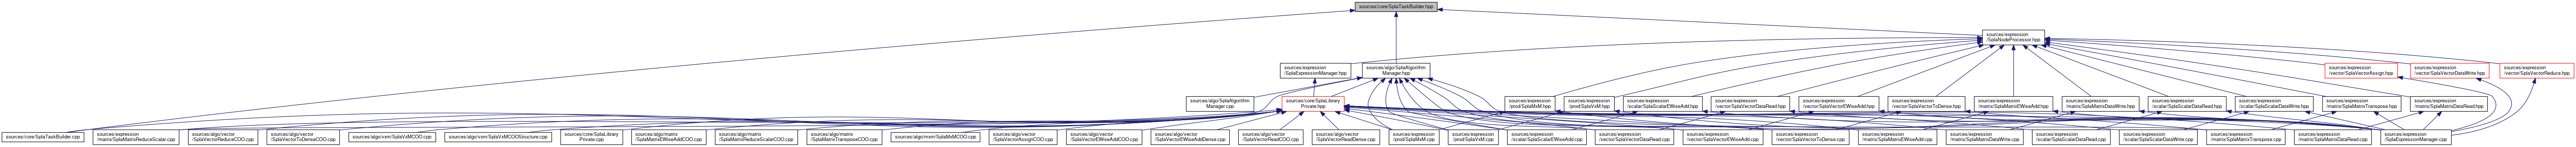 sources/core/SplaTaskBuilder.hpp
sources/expression
/SplaNodeProcessor.hpp
sources/expression
/SplaExpressionManager.hpp
sources/algo/SplaAlgorithm
Manager.hpp
sources/expression
/vector/SplaVectorAssign.hpp
sources/expression
/vector/SplaVectorDataWrite.hpp
sources/expression
/vector/SplaVectorReduce.hpp
sources/algo/SplaAlgorithm
Manager.cpp
sources/core/SplaLibrary
Private.hpp
sources/expression
/prod/SplaMxM.hpp
sources/expression
/prod/SplaVxM.hpp
sources/expression
/scalar/SplaScalarEWiseAdd.hpp
sources/expression
/vector/SplaVectorDataRead.hpp
sources/expression
/vector/SplaVectorEWiseAdd.hpp
sources/expression
/vector/SplaVectorToDense.hpp
sources/expression
/matrix/SplaMatrixEWiseAdd.hpp
sources/expression
/matrix/SplaMatrixDataWrite.hpp
sources/expression
/scalar/SplaScalarDataRead.hpp
sources/expression
/scalar/SplaScalarDataWrite.hpp
sources/expression
/matrix/SplaMatrixTranspose.hpp
sources/expression
/matrix/SplaMatrixDataRead.hpp
sources/core/SplaTaskBuilder.cpp
sources/expression
/matrix/SplaMatrixReduceScalar.cpp
sources/algo/vector
/SplaVectorReduceCOO.cpp
sources/algo/vector
/SplaVectorToDenseCOO.cpp
sources/algo/vxm/SplaVxMCOO.cpp
sources/algo/vxm/SplaVxMCOOStructure.cpp
sources/core/SplaLibrary
Private.cpp
sources/algo/matrix
/SplaMatrixEWiseAddCOO.cpp
sources/algo/matrix
/SplaMatrixReduceScalarCOO.cpp
sources/algo/matrix
/SplaMatrixTransposeCOO.cpp
sources/algo/mxm/SplaMxMCOO.cpp
sources/algo/vector
/SplaVectorAssignCOO.cpp
sources/algo/vector
/SplaVectorEWiseAddCOO.cpp
sources/algo/vector
/SplaVectorEWiseAddDense.cpp
sources/algo/vector
/SplaVectorReadCOO.cpp
sources/algo/vector
/SplaVectorReadDense.cpp
sources/expression
/prod/SplaMxM.cpp
sources/expression
/prod/SplaVxM.cpp
sources/expression
/scalar/SplaScalarEWiseAdd.cpp
sources/expression
/vector/SplaVectorDataRead.cpp
sources/expression
/vector/SplaVectorEWiseAdd.cpp
sources/expression
/vector/SplaVectorToDense.cpp
sources/expression
/matrix/SplaMatrixEWiseAdd.cpp
sources/expression
/matrix/SplaMatrixDataWrite.cpp
sources/expression
/scalar/SplaScalarDataRead.cpp
sources/expression
/scalar/SplaScalarDataWrite.cpp
sources/expression
/matrix/SplaMatrixTranspose.cpp
sources/expression
/matrix/SplaMatrixDataRead.cpp
sources/expression
/SplaExpressionManager.cpp